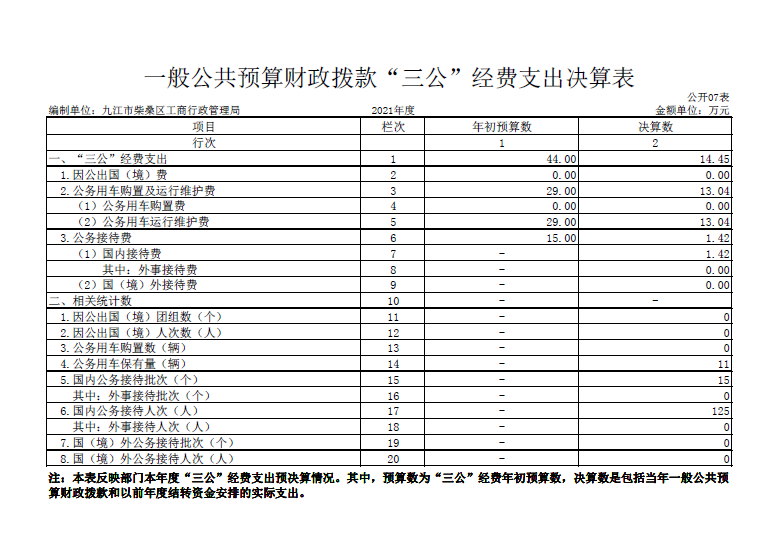 一般公共预算财政拨款“三公”经费支出决算表
公开07表
编制单位：九江市柴桑区工商行政管理局 2021年度 金额单位：万元
项目 栏次 年初预算数 决算数
行次 1 2
一、“三公”经费支出 1 44.00 14.45
1.因公出国（境）费 2 0.00 0.00
2.公务用车购置及运行维护费 3 29.00 13.04
（1）公务用车购置费 4 0.00 0.00
（2）公务用车运行维护费 5 29.00 13.04
3.公务接待费 6 15.00 1.42
（1）国内接待费 7 - 1.42
其中：外事接待费 8 - 0.00
（2）国（境）外接待费 9 - 0.00
二、相关统计数 10 - -
1.因公出国（境）团组数（个） 11 - 0
2.因公出国（境）人次数（人） 12 - 0
3.公务用车购置数（辆） 13 - 0
4.公务用车保有量（辆） 14 - 11
5.国内公务接待批次（个） 15 - 15
其中：外事接待批次（个） 16 - 0
6.国内公务接待人次（人） 17 - 125
其中：外事接待人次（人） 18 - 0
7.国（境）外公务接待批次（个） 19 - 0
8.国（境）外公务接待人次（人） 20 - 0
注：本表反映部门本年度“三公”经费支出预决算情况。其中，预算数为“三公”经费年初预算数，决算数是包括当年一般公共预
算财政拨款和以前年度结转资金安排的实际支出。